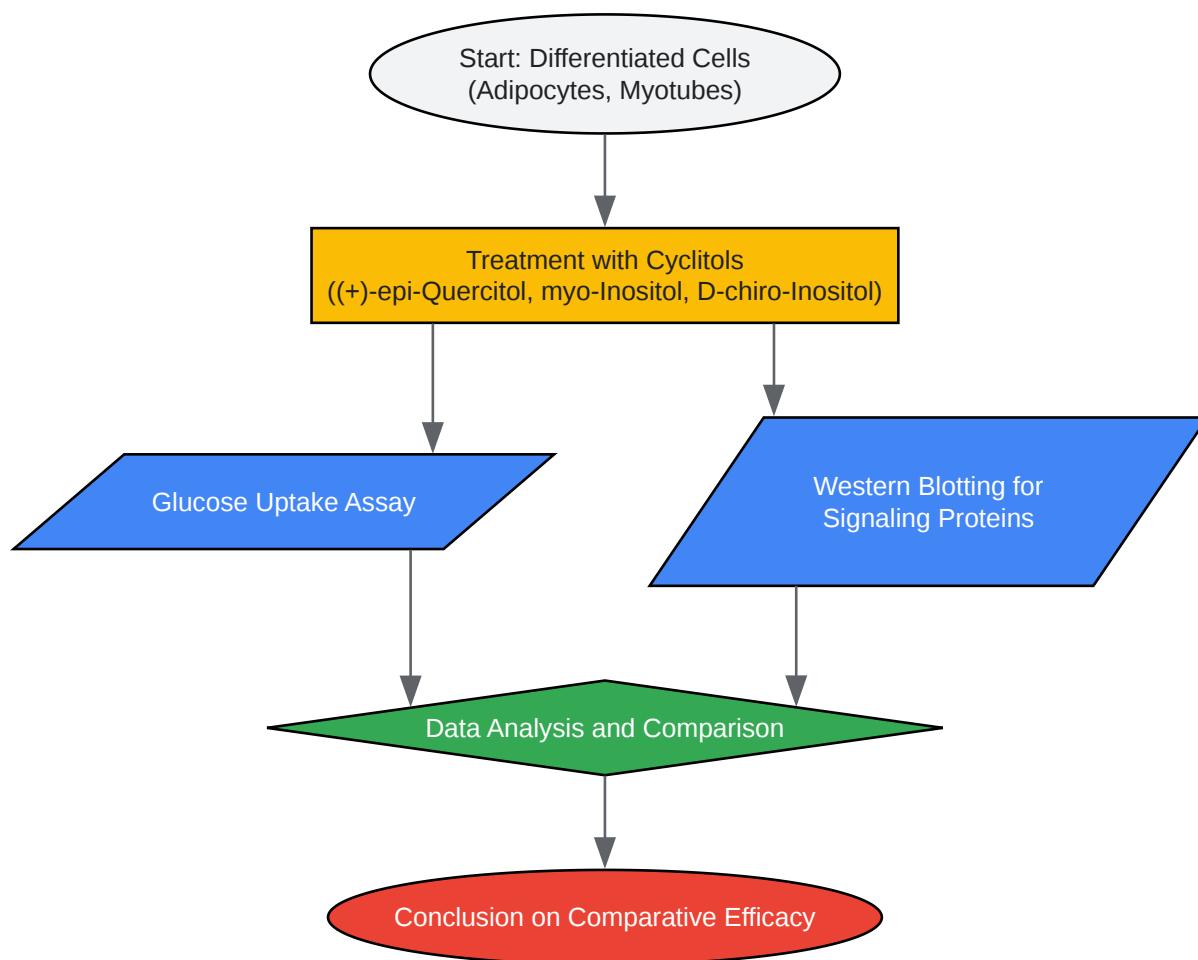 Start: Differentiated Cells
(Adipocytes, Myotubes)
Treatment with Cyclitols
((+)-epi-Quercitol, myo-Inositol, D-chiro-Inositol)
Glucose Uptake Assay
Western Blotting for
Signaling Proteins
Data Analysis and Comparison
Conclusion on Comparative Efficacy